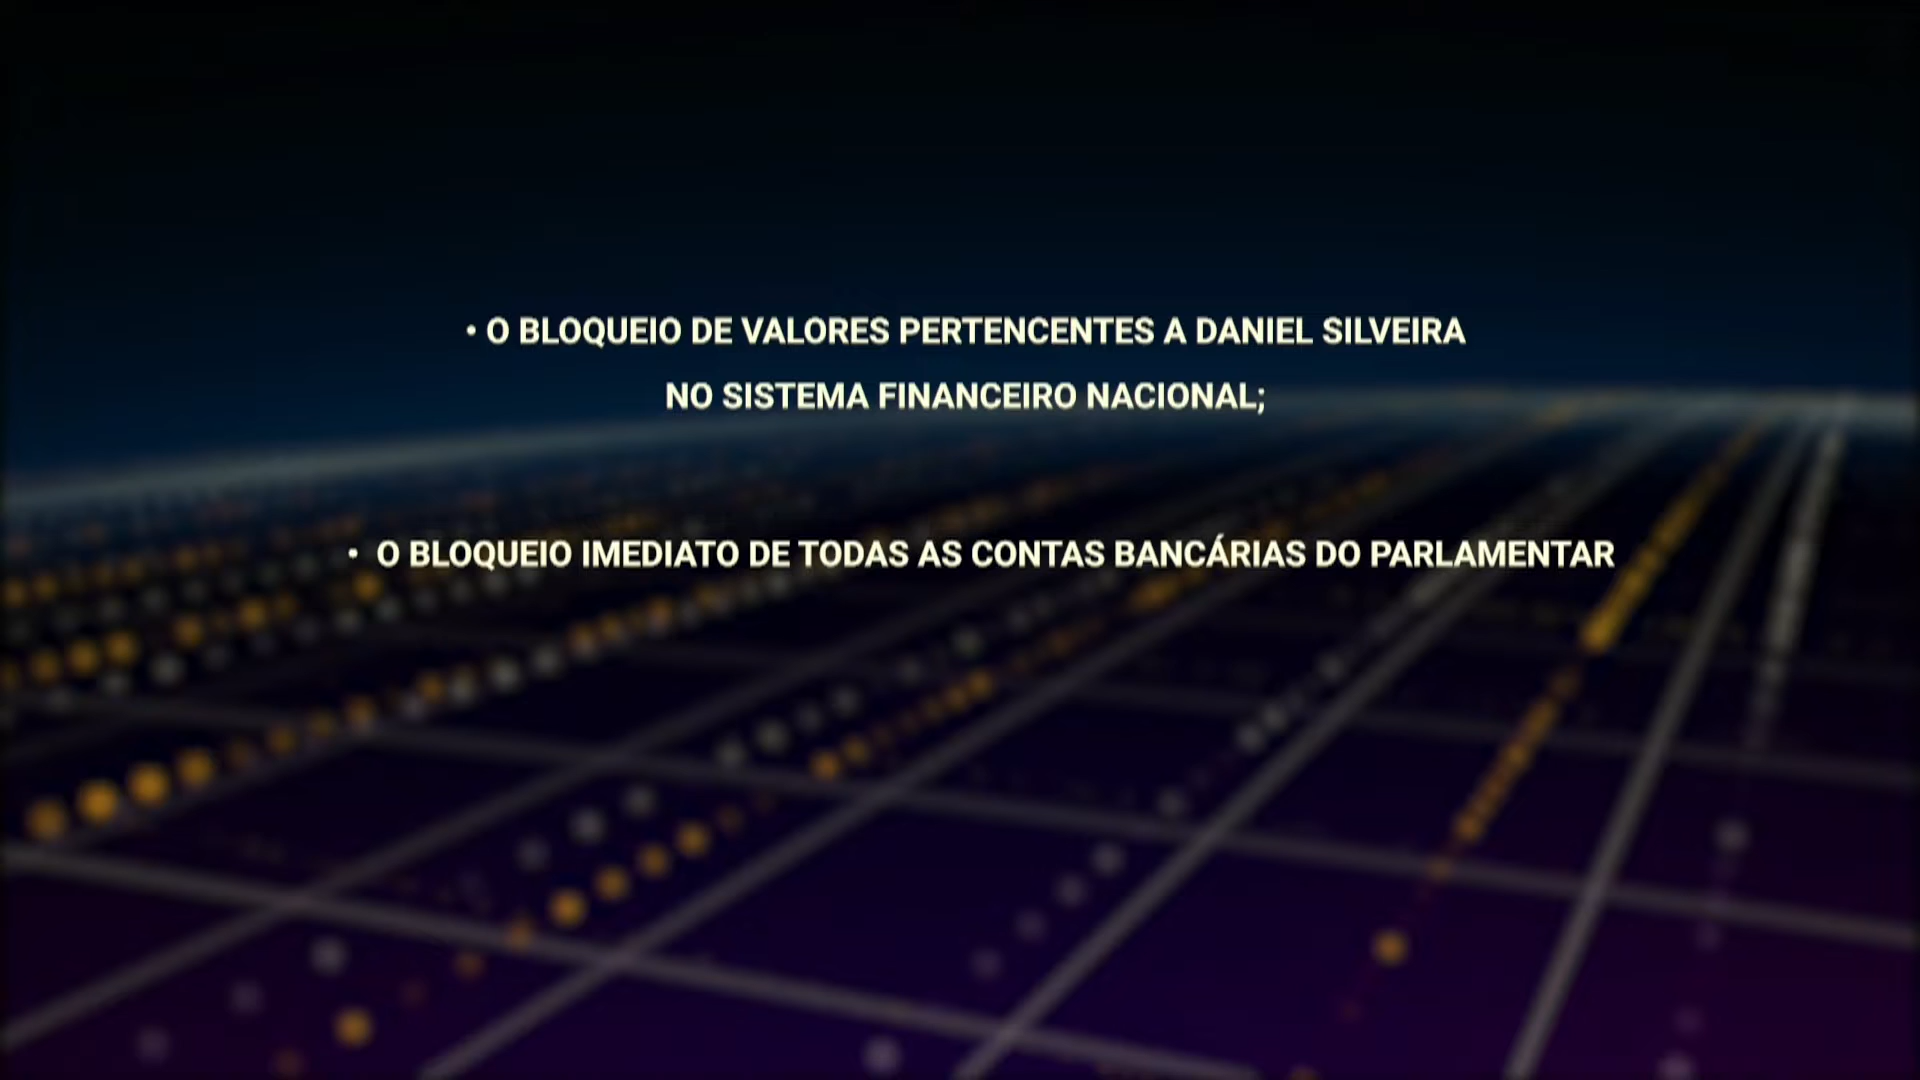 • O BLOQUEIO DE VALORES PERTENCENTES A DANIEL SILVEIRA
NO SISTEMA FINANCEIRO NACIONAL;
• O BLOQUEIO IMEDIATO DE TODAS AS CONTAS BANCÁRIAS DO PARLAMENTAR